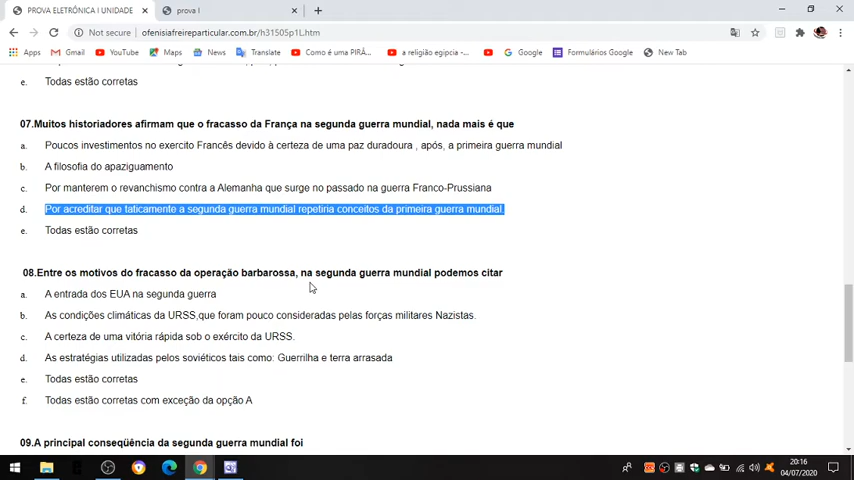 PROVA ELETRÔNICA I UNIDADE
prova I
Not secure
ofenisiafreireparticular.com.br/h31505p1L.htm
Apps
Gmail
YouTube
Maps
News
Translate
Como é uma PIRÂ...
a religião egipcia -...
Google
Formulários Google
New Tab
e. Todas estão corretas
07.Muitos historiadores afirmam que o fracasso da França na segunda guerra mundial, nada mais é que
a. Poucos investimentos no exercito Francês devido à certeza de uma paz duradoura , após, a primeira guerra mundial
b. A filosofia do apaziguamento
c. Por manterem o revanchismo contra a Alemanha que surge no passado na guerra Franco-Prussiana
d. Por acreditar que taticamente a segunda guerra mundial repetiria conceitos da primeira guerra mundial.
e. Todas estão corretas
08.Entre os motivos do fracasso da operação barbarossa, na segunda guerra mundial podemos citar
a. A entrada dos EUA na segunda guerra
b. As condições climáticas da URSS,que foram pouco consideradas pelas forças militares Nazistas.
c. A certeza de uma vitória rápida sob o exército da URSS.
d. As estratégias utilizadas pelos soviéticos tais como: Guerrilha e terra arrasada
e. Todas estão corretas
f. Todas estão corretas com exceção da opção A
09.A principal conseqüência da segunda guerra mundial foi
20:16
04/07/2020